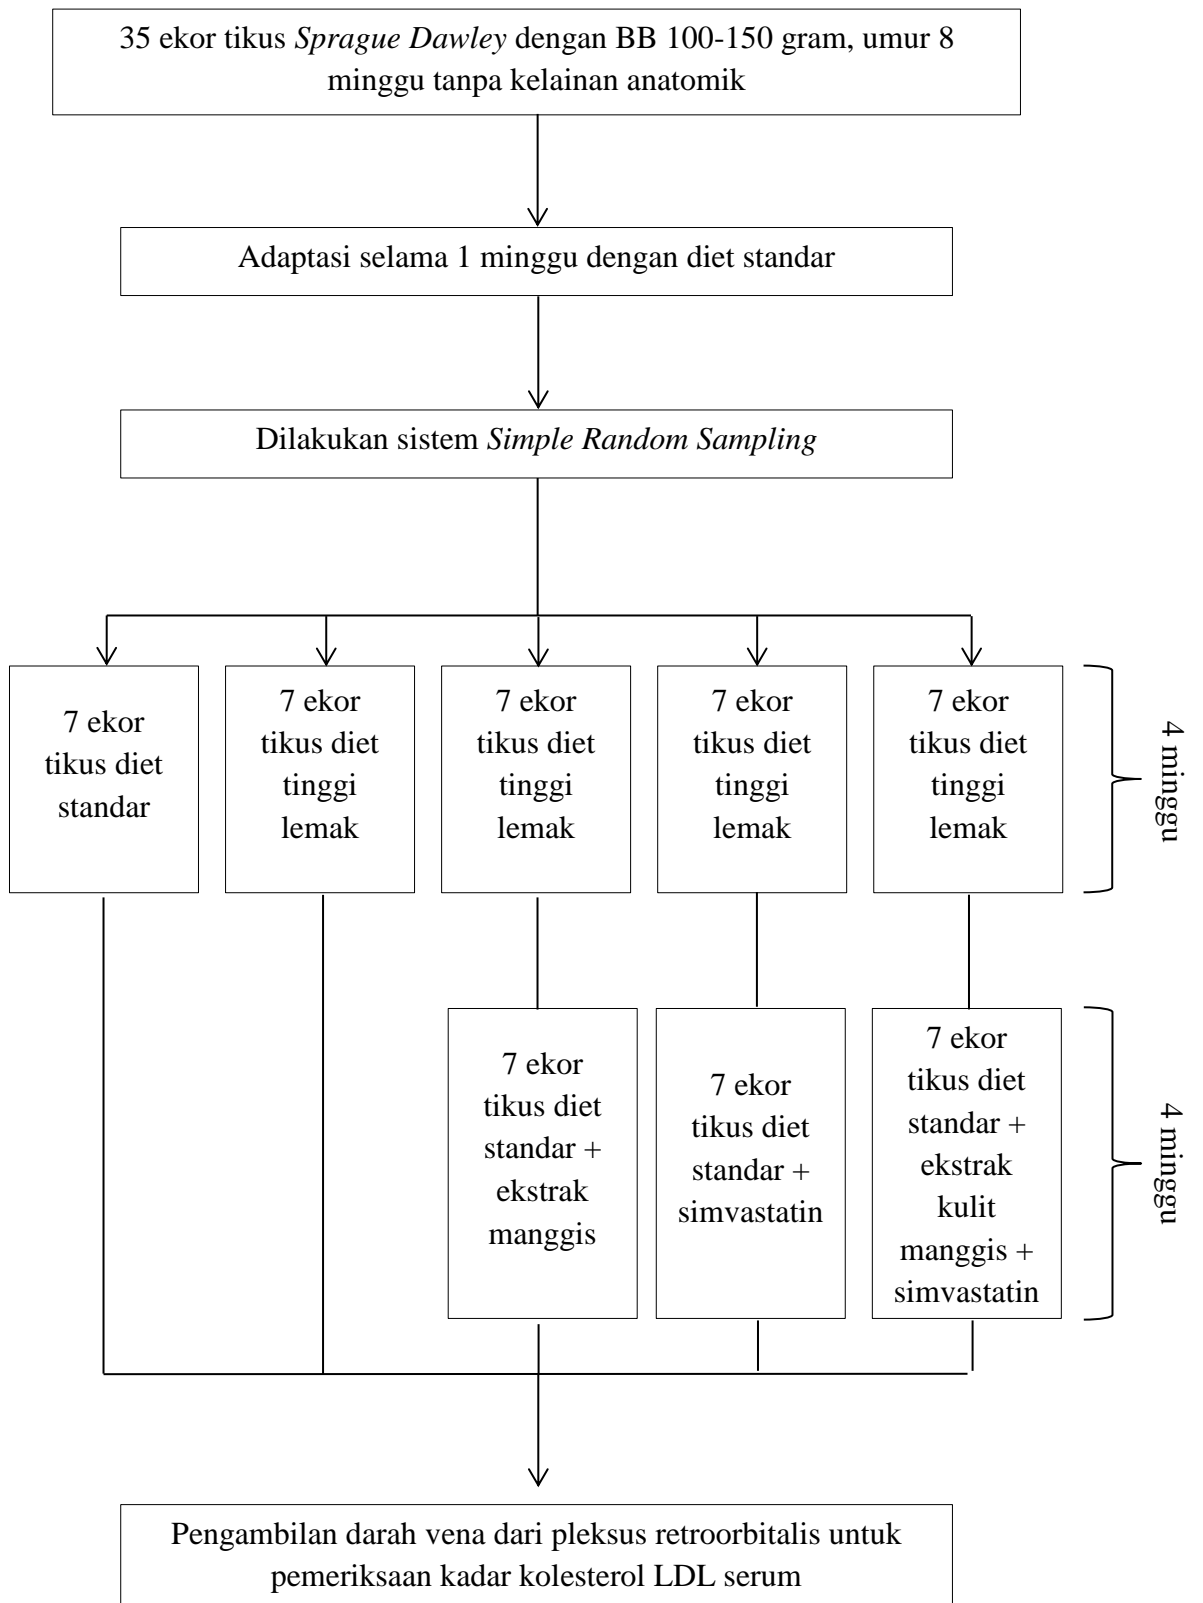 35 ekor tikus Sprague Dawley dengan BB 100-150 gram, umur 8
minggu tanpa kelainan anatomik
Adaptasi selama 1 minggu dengan diet standar
Dilakukan sistem Simple Random Sampling
7 ekor
tikus diet
standar
7 ekor
tikus diet
tinggi
lemak
7 ekor
tikus diet
tinggi
lemak
7 ekor
tikus diet
tinggi
lemak
7 ekor
tikus diet
tinggi
lemak
4 minggu
7 ekor
tikus diet
standar +
ekstrak
manggis
7 ekor
tikus diet
standar +
simvastatin
7 ekor
tikus diet
standar +
ekstrak
kulit
manggis +
simvastatin
4 minggu
Pengambilan darah vena dari pleksus retroorbitalis untuk
pemeriksaan kadar kolesterol LDL serum